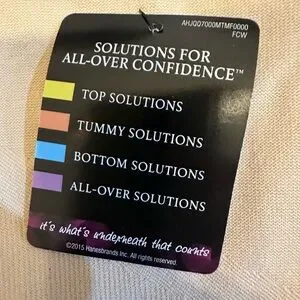 AHJQD7000MTMF0000
FCW
SOLUTIONS FOR
ALL-OVER CONFIDENCE™
TOP SOLUTIONS
TUMMY SOLUTIONS
BOTTOM SOLUTIONS
ALL-OVER SOLUTIONS
it's what's underneath that counts
©2015 Hanesbrands Inc. All rights reserved.